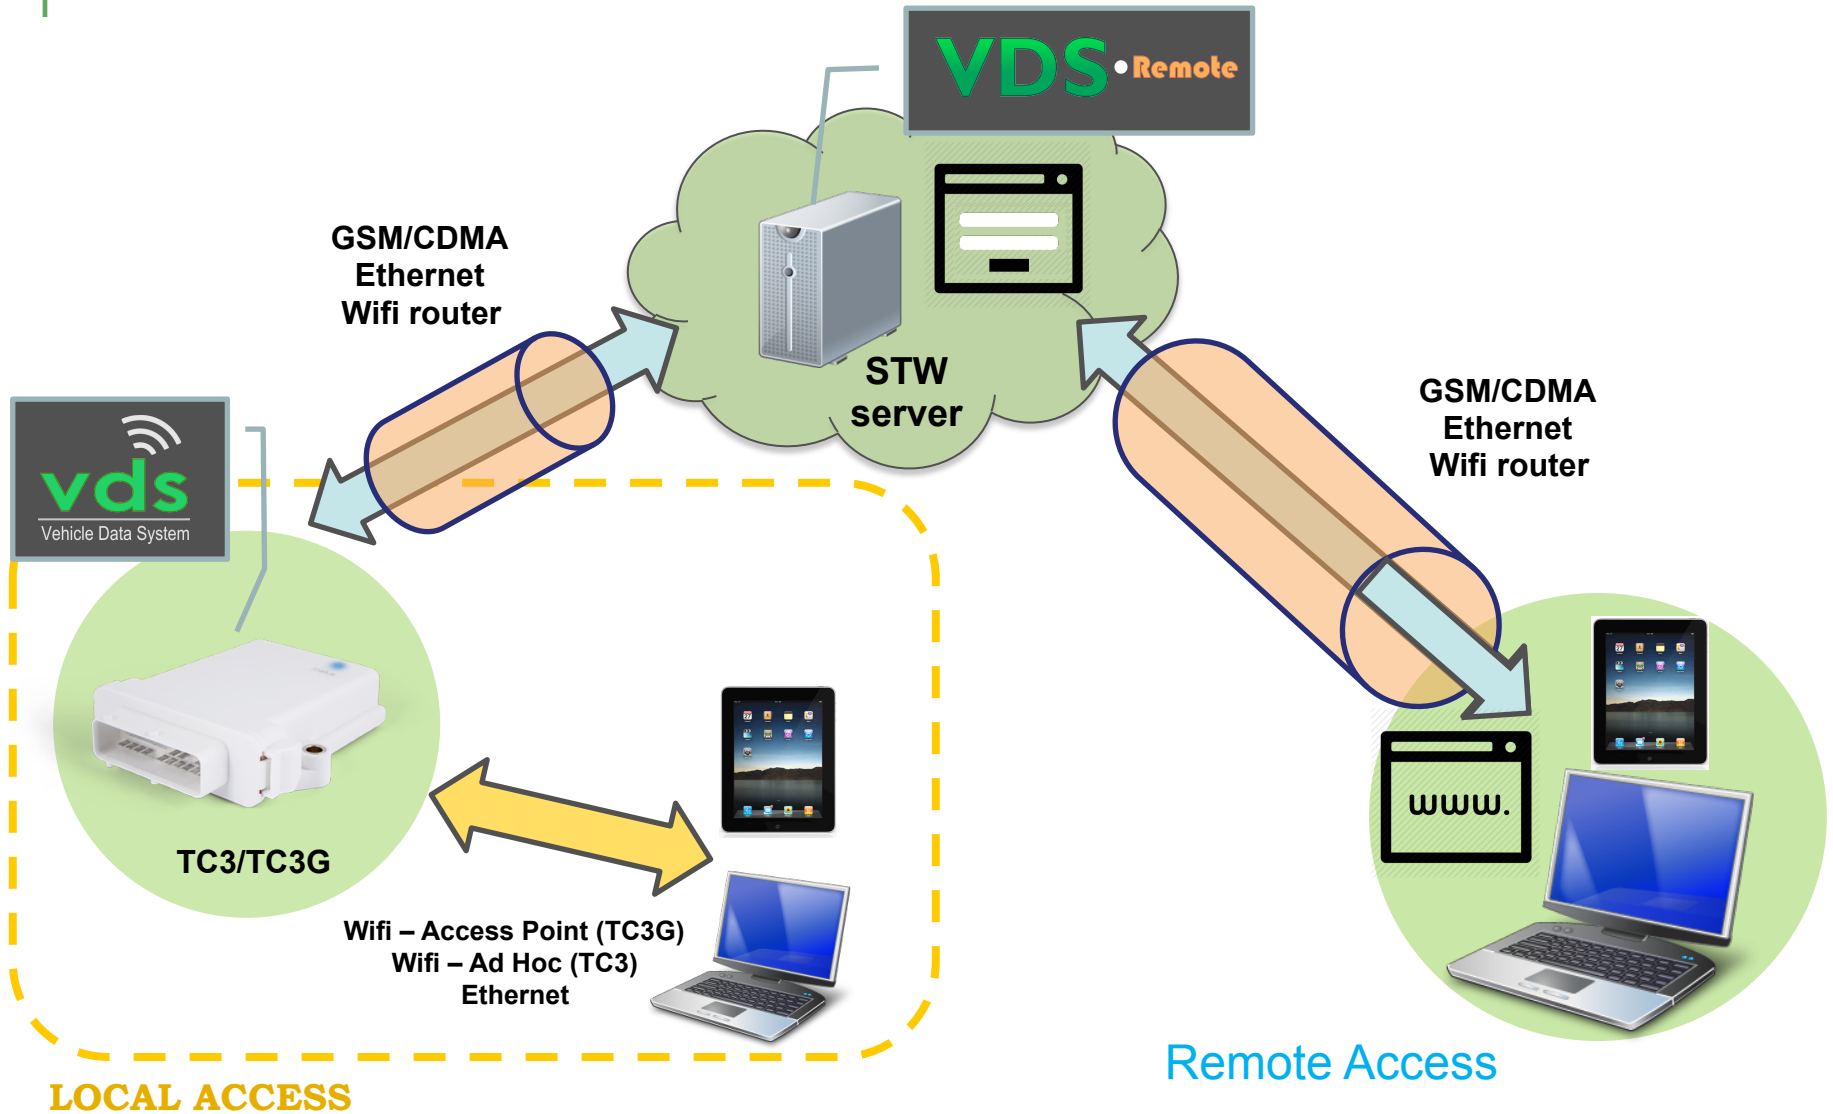 VDS • Remote
GSM/CDMA
Ethernet
Wifi router
STW
server
GSM/CDMA
Ethernet
Wifi router
vds
Vehicle Data System
TC3/TC3G
www.
Wifi – Access Point (TC3G)
Wifi – Ad Hoc (TC3)
Ethernet
Remote Access
LOCAL ACCESS